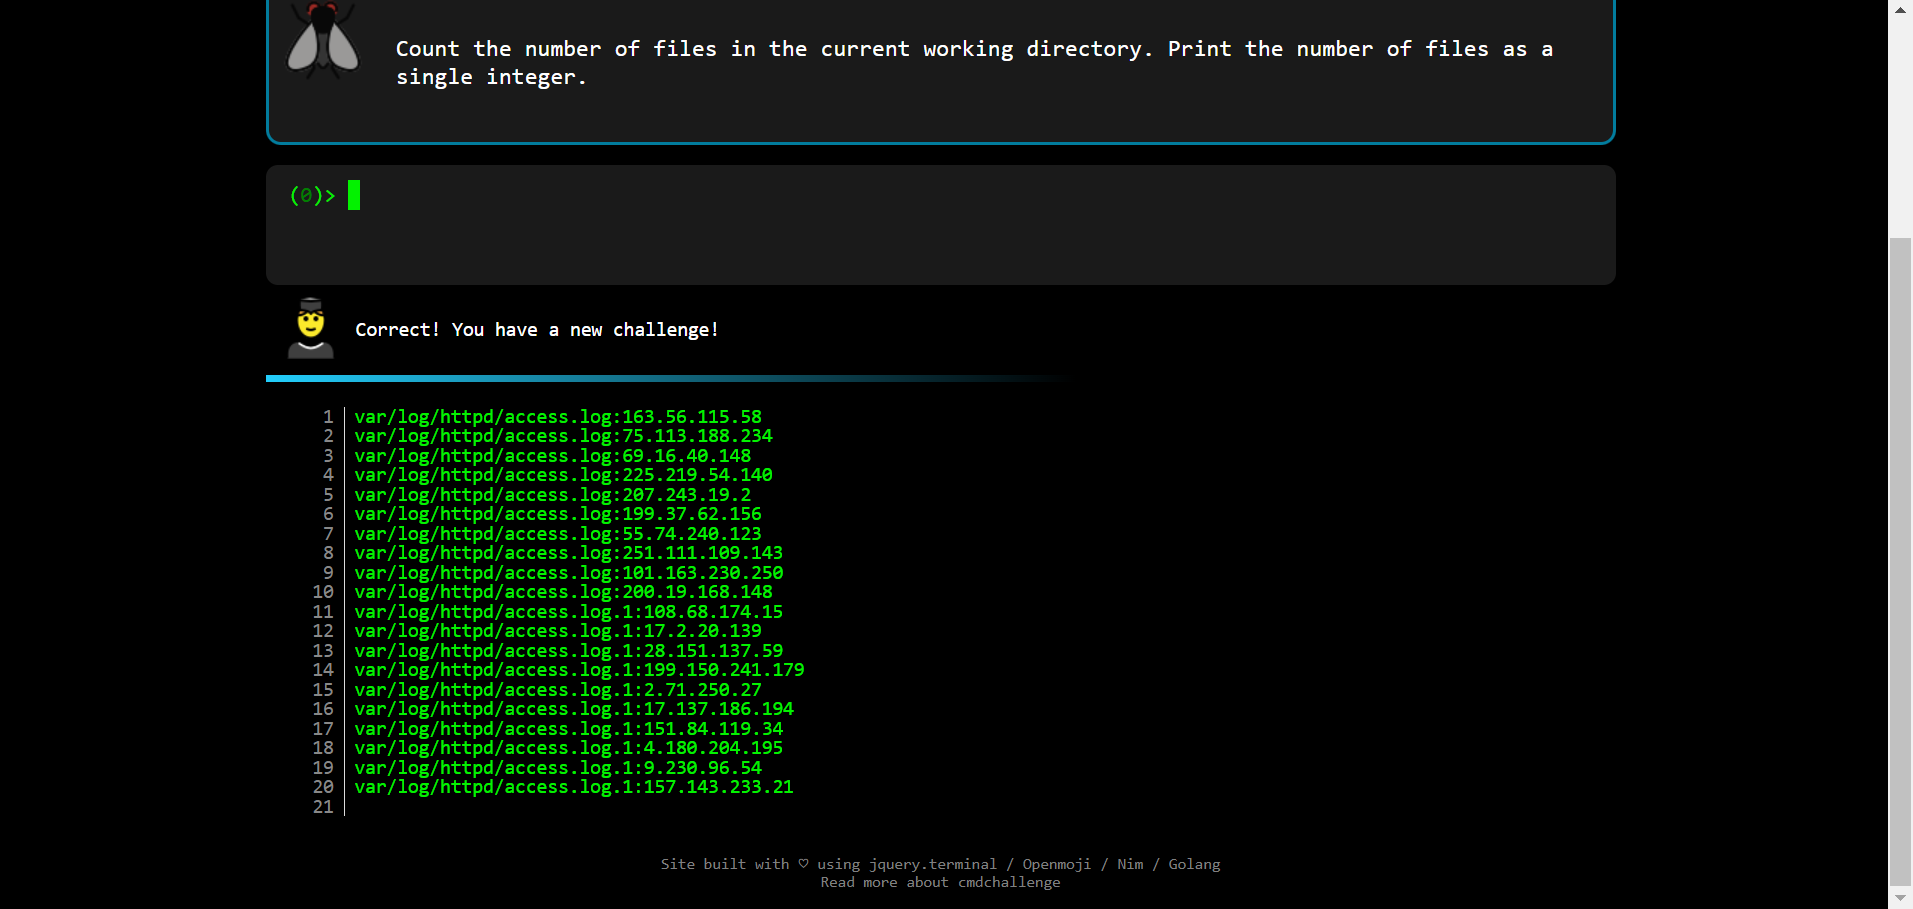 Count the number of files in the current working directory. Print the number of files as a
single integer.
(0)>
Correct! You have a new challenge!
1 var/log/httpd/access.log:163.56.115.58
2 var/log/httpd/access.log:75.113.188.234
3 var/log/httpd/access.log:69.16.40.148
4 var/log/httpd/access.log:225.219.54.140
5 var/log/httpd/access.log:207.243.19.2
6 var/log/httpd/access.log:199.37.62.156
7 var/log/httpd/access.log:55.74.240.123
8 var/log/httpd/access.log:251.111.109.143
9 var/log/httpd/access.log:101.163.230.250
10 var/log/httpd/access.log:200.19.168.148
11 var/log/httpd/access.log.1:108.68.174.15
12 var/log/httpd/access.log.1:17.2.20.139
13 var/log/httpd/access.log.1:28.151.137.59
14 var/log/httpd/access.log.1:199.150.241.179
15 var/log/httpd/access.log.1:2.71.250.27
16 var/log/httpd/access.log.1:17.137.186.194
17 var/log/httpd/access.log.1:151.84.119.34
18 var/log/httpd/access.log.1:4.180.204.195
19 var/log/httpd/access.log.1:9.230.96.54
20 var/log/httpd/access.log.1:157.143.233.21
21
Site built with ♡ using jquery.terminal / Openmoji / Nim / Golang
Read more about cmdchallenge